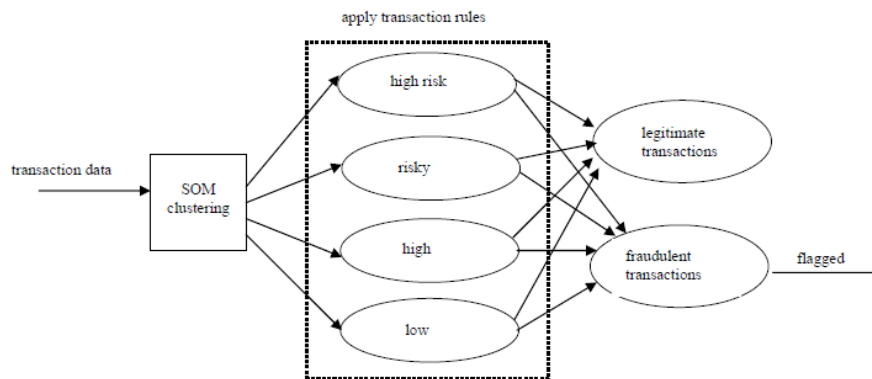 apply transaction rules
high risk
legitimate
transactions
transaction data
SOM
clustering
risky
high
fraudulent
transactions
flagged
low